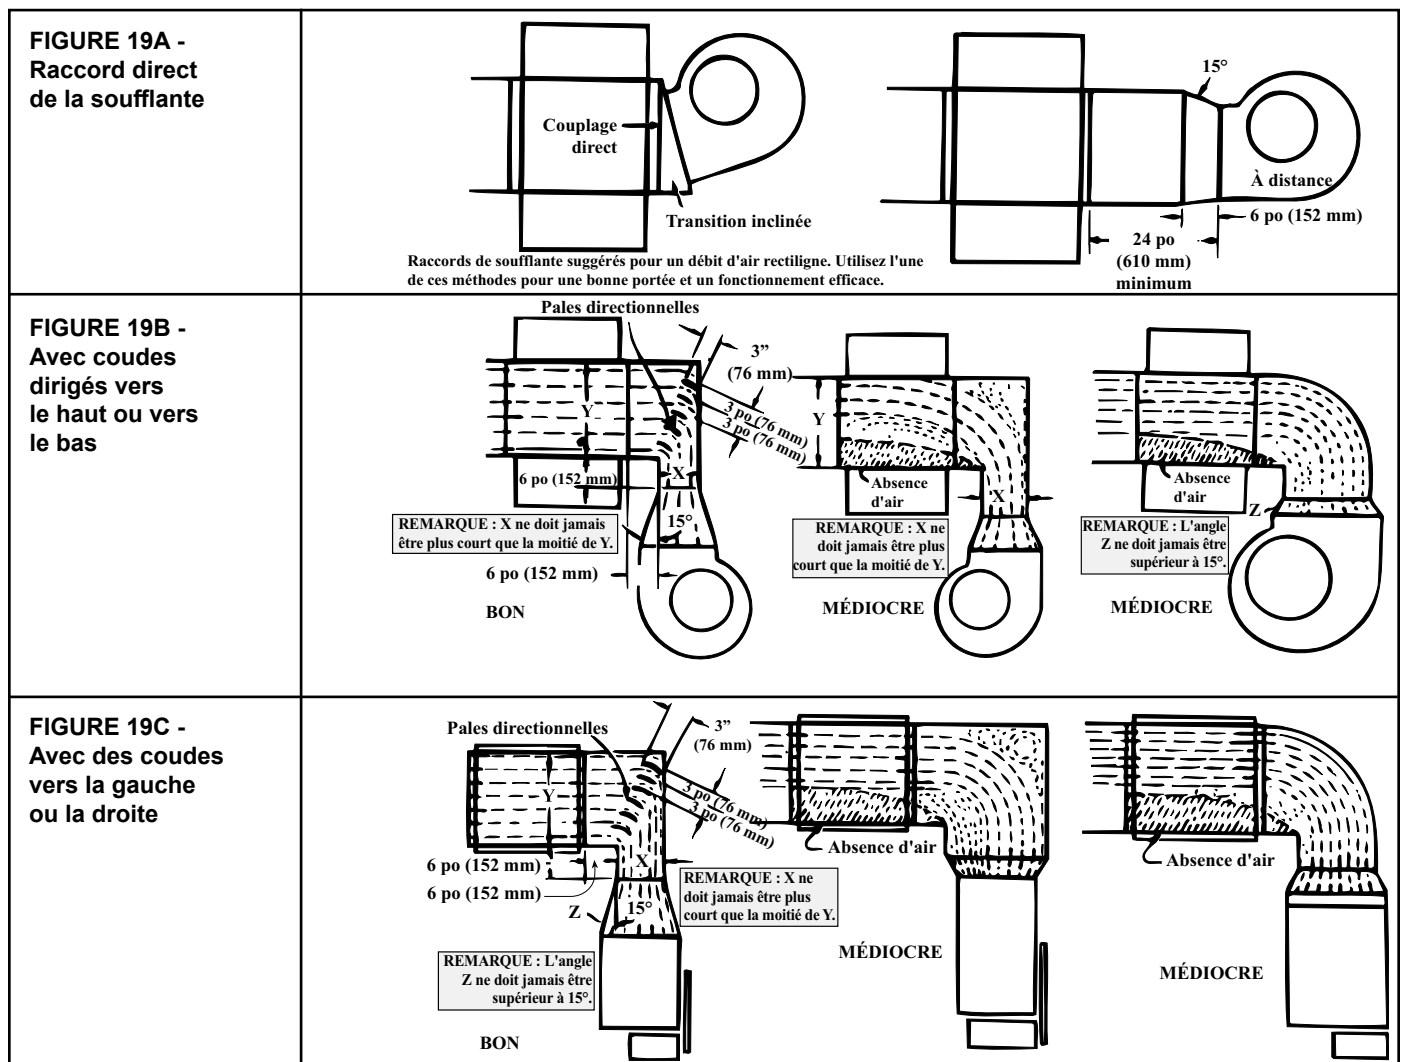 FIGURE 19A -
Raccord direct
de la soufflante
Couplage
direct
Transition inclinée
15°
À distance
6 po (152 mm)
24 po
(610 mm)
minimum
Raccords de soufflante suggérés pour un débit d'air rectiligne. Utilisez l'une
de ces méthodes pour une bonne portée et un fonctionnement efficace.
FIGURE 19B -
Avec coudes
dirigés vers
le haut ou vers
le bas
Pales directionnelles
3”
(76 mm)
3 po (76 mm)
3 po (76 mm)
Y
X
6 po (152 mm)
15°
REMARQUE : X ne doit jamais
être plus court que la moitié de Y.
6 po (152 mm)
BON
Y
Absence
d'air
X
REMARQUE : X ne
doit jamais être plus
court que la moitié de Y.
MÉDIOCRE
Absence
d'air
Z
REMARQUE : L'angle
Z ne doit jamais être
supérieur à 15°.
MÉDIOCRE
FIGURE 19C -
Avec des coudes
vers la gauche
ou la droite
Pales directionnelles
3”
(76 mm)
3 po (76 mm)
3 po (76 mm)
Y
X
6 po (152 mm)
6 po (152 mm)
Z
15°
REMARQUE : X ne
doit jamais être plus
court que la moitié de Y.
REMARQUE : L'angle
Z ne doit jamais être
supérieur à 15°.
BON
Absence d'air
MÉDIOCRE
Absence d'air
MÉDIOCRE